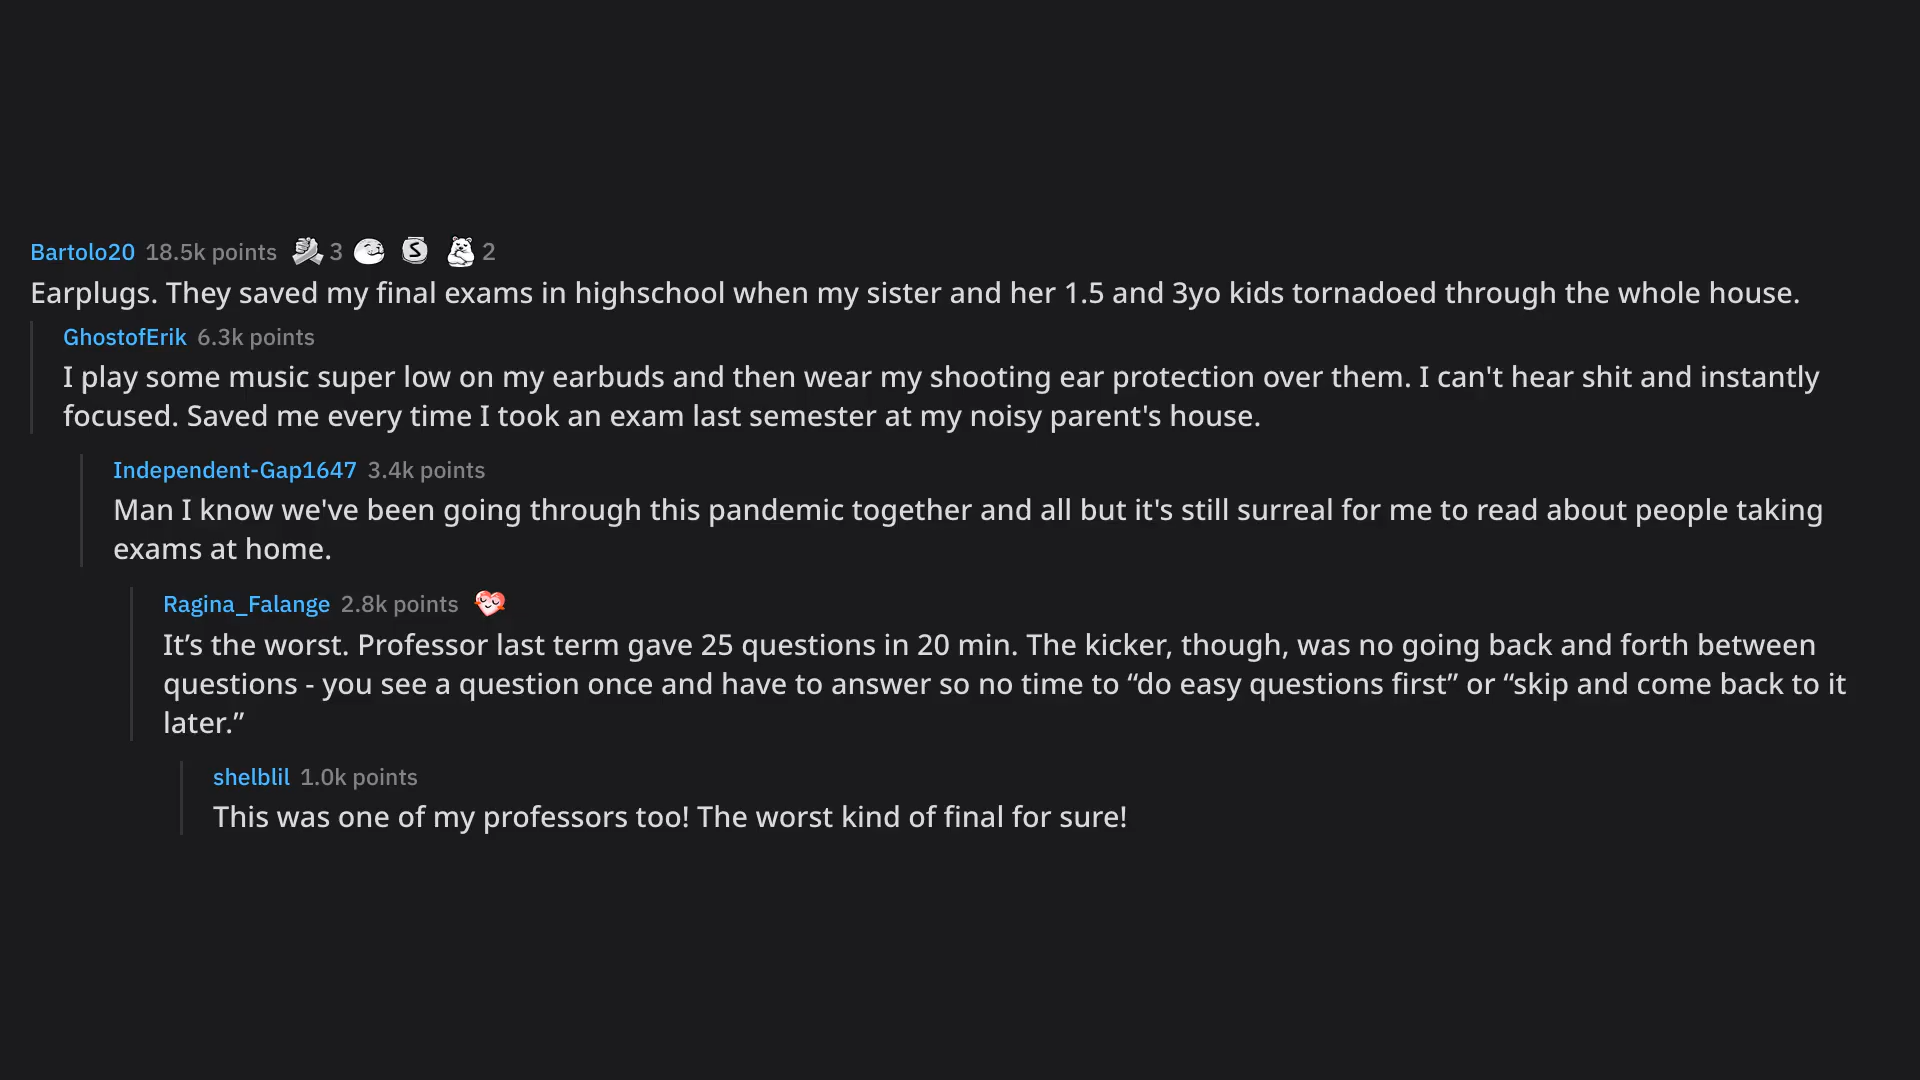 Bartolo20 18.5k points 3 S 2
Earplugs. They saved my final exams in highschool when my sister and her 1.5 and 3yo kids tornadoed through the whole house.
GhostofErik 6.3k points
I play some music super low on my earbuds and then wear my shooting ear protection over them. I can't hear shit and instantly
focused. Saved me every time I took an exam last semester at my noisy parent's house.
Independent-Gap1647 3.4k points
Man I know we've been going through this pandemic together and all but it's still surreal for me to read about people taking
exams at home.
Ragina_Falange 2.8k points
It’s the worst. Professor last term gave 25 questions in 20 min. The kicker, though, was no going back and forth between
questions - you see a question once and have to answer so no time to “do easy questions first” or “skip and come back to it
later.”
shelblil 1.0k points
This was one of my professors too! The worst kind of final for sure!